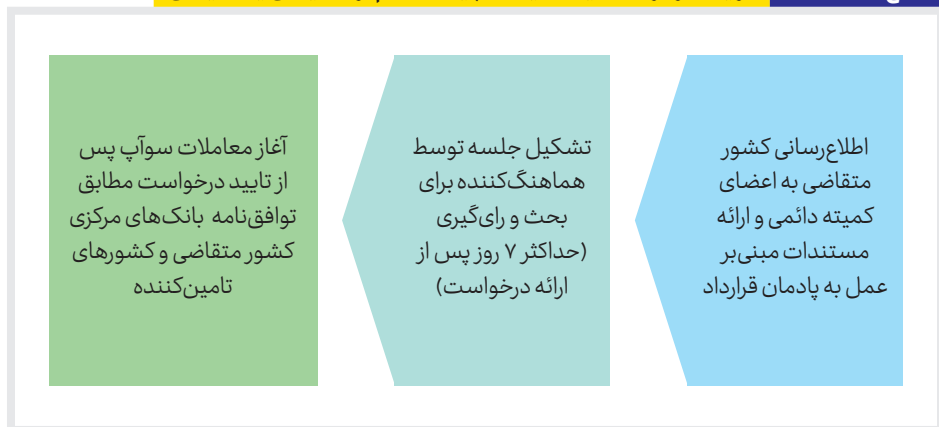 اطلاع‌رسانی کشور
متقاضی به اعضای
کمیته دائمی و ارائه
مستندات مبنی‌بر
عمل به پادمان قرارداد
تشکیل جلسه توسط
هماهنگ‌کننده برای
بحث و رای‌گیری
(حداکثر ۷ روز پس از
ارائه درخواست)
آغاز معاملات سوآپ پس
از تایید درخواست مطابق
توافق‌نامه بانک‌های مرکزی
کشور متقاضی و کشورهای
تامین‌کننده